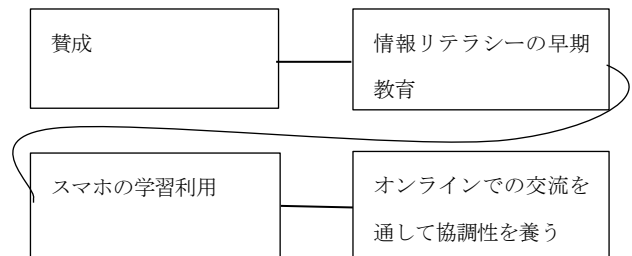 賛成
情報リテラシーの早期
教育
スマホの学習利用
オンラインでの交流を
通して協調性を養う